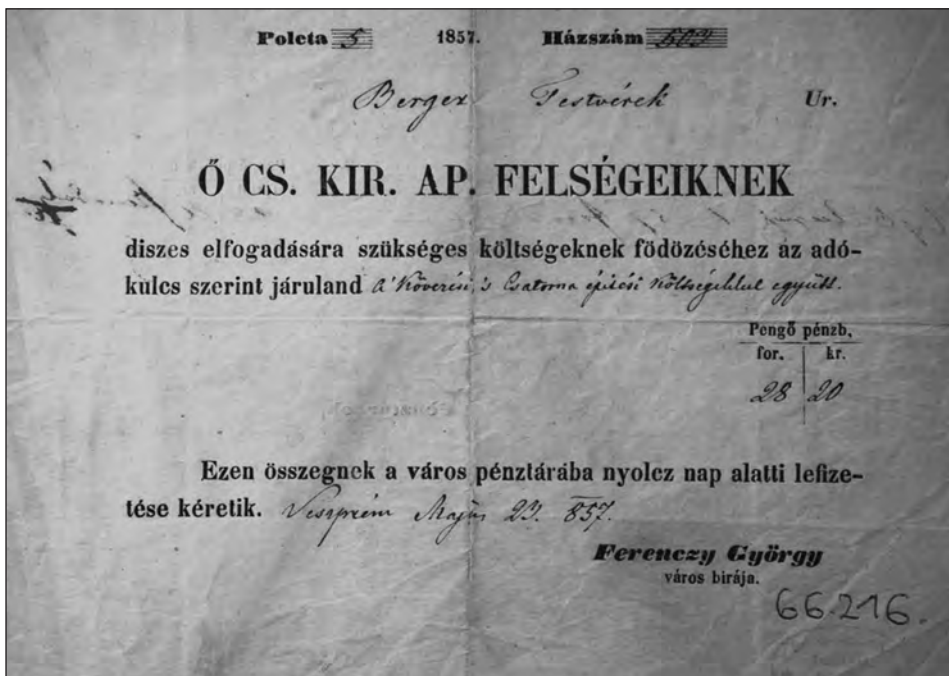 Poleta 5 1857. Házszám 503
Berger Testvérek Ur.
Ő CS. KIR. AP. FELSÉGEIKNEK
diszes elfogadására szükséges költségeknek födözéséhez az adó-
kulcs szerint járuland a' Kövezési, 's Csatorna épitési költségekkel együtt.
Pengő pénzb.
for. kr.
28 20
Ezen összegnek a város pénztárába nyolcz nap alatti lefize-
tése kéretik. Veszprém Majus 23. 857.
Ferenczy György
város birája.
66.216.